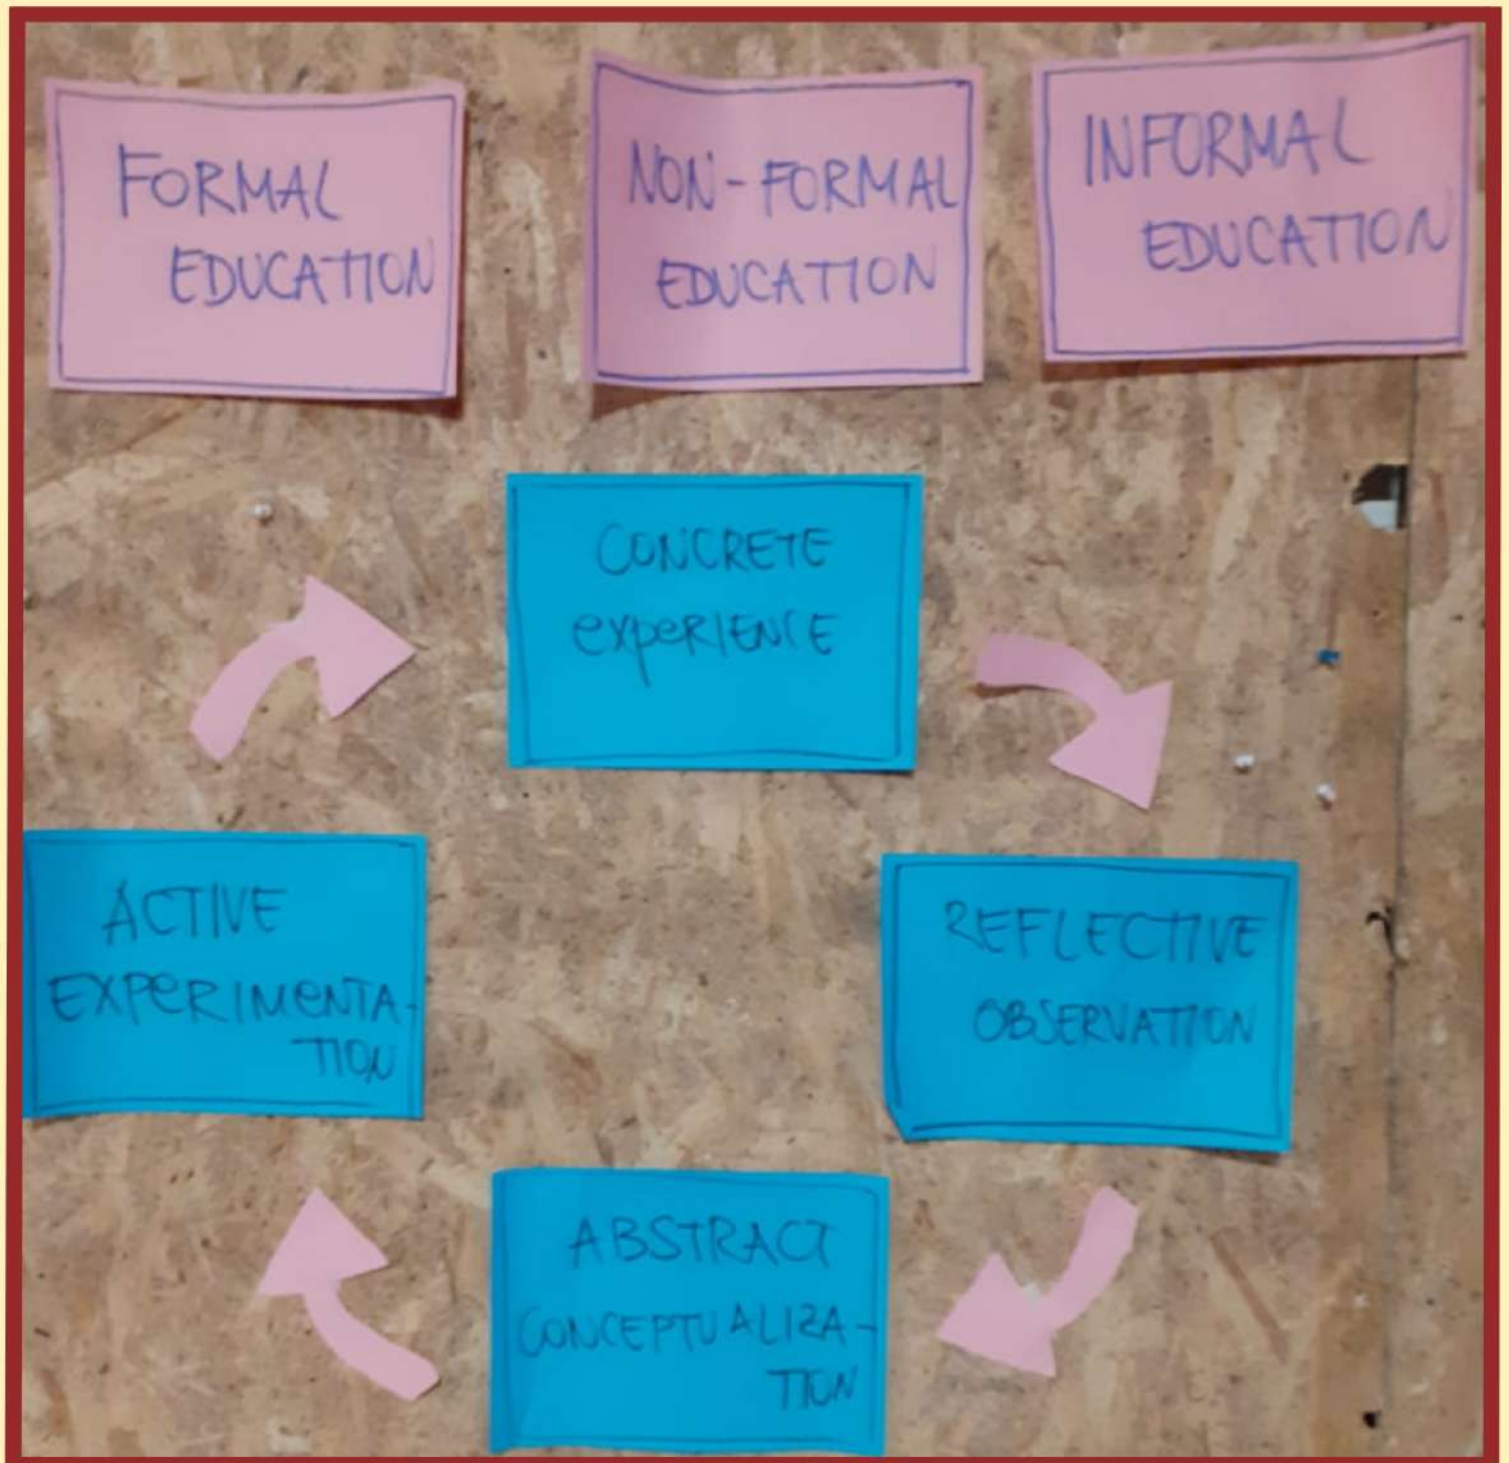 FORMAL
EDUCATION
NON-FORMAL
EDUCATION
INFORMAL
EDUCATION
CONCRETE
experIENCE
ACTIVE
EXPeRIMeNTA-
TION
REFLECTIVE
OBSERVATION
ABSTRACT
CONCEPTUALIZA-
TION